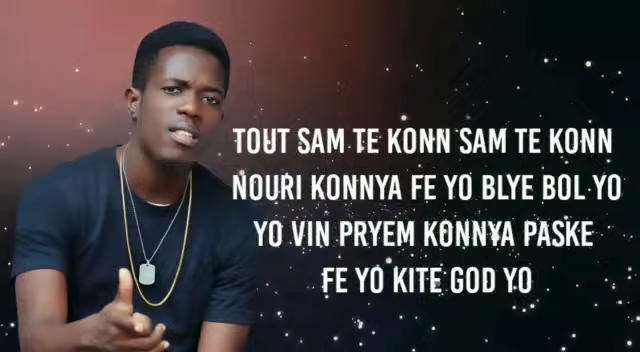 TOUT SAM TE KONN SAM TE KONN
NOURI KONNYA FE YO BLYE BOL YO
YO VIN PRYEM KONNYA PASKE
FE YO KITE GOD YO